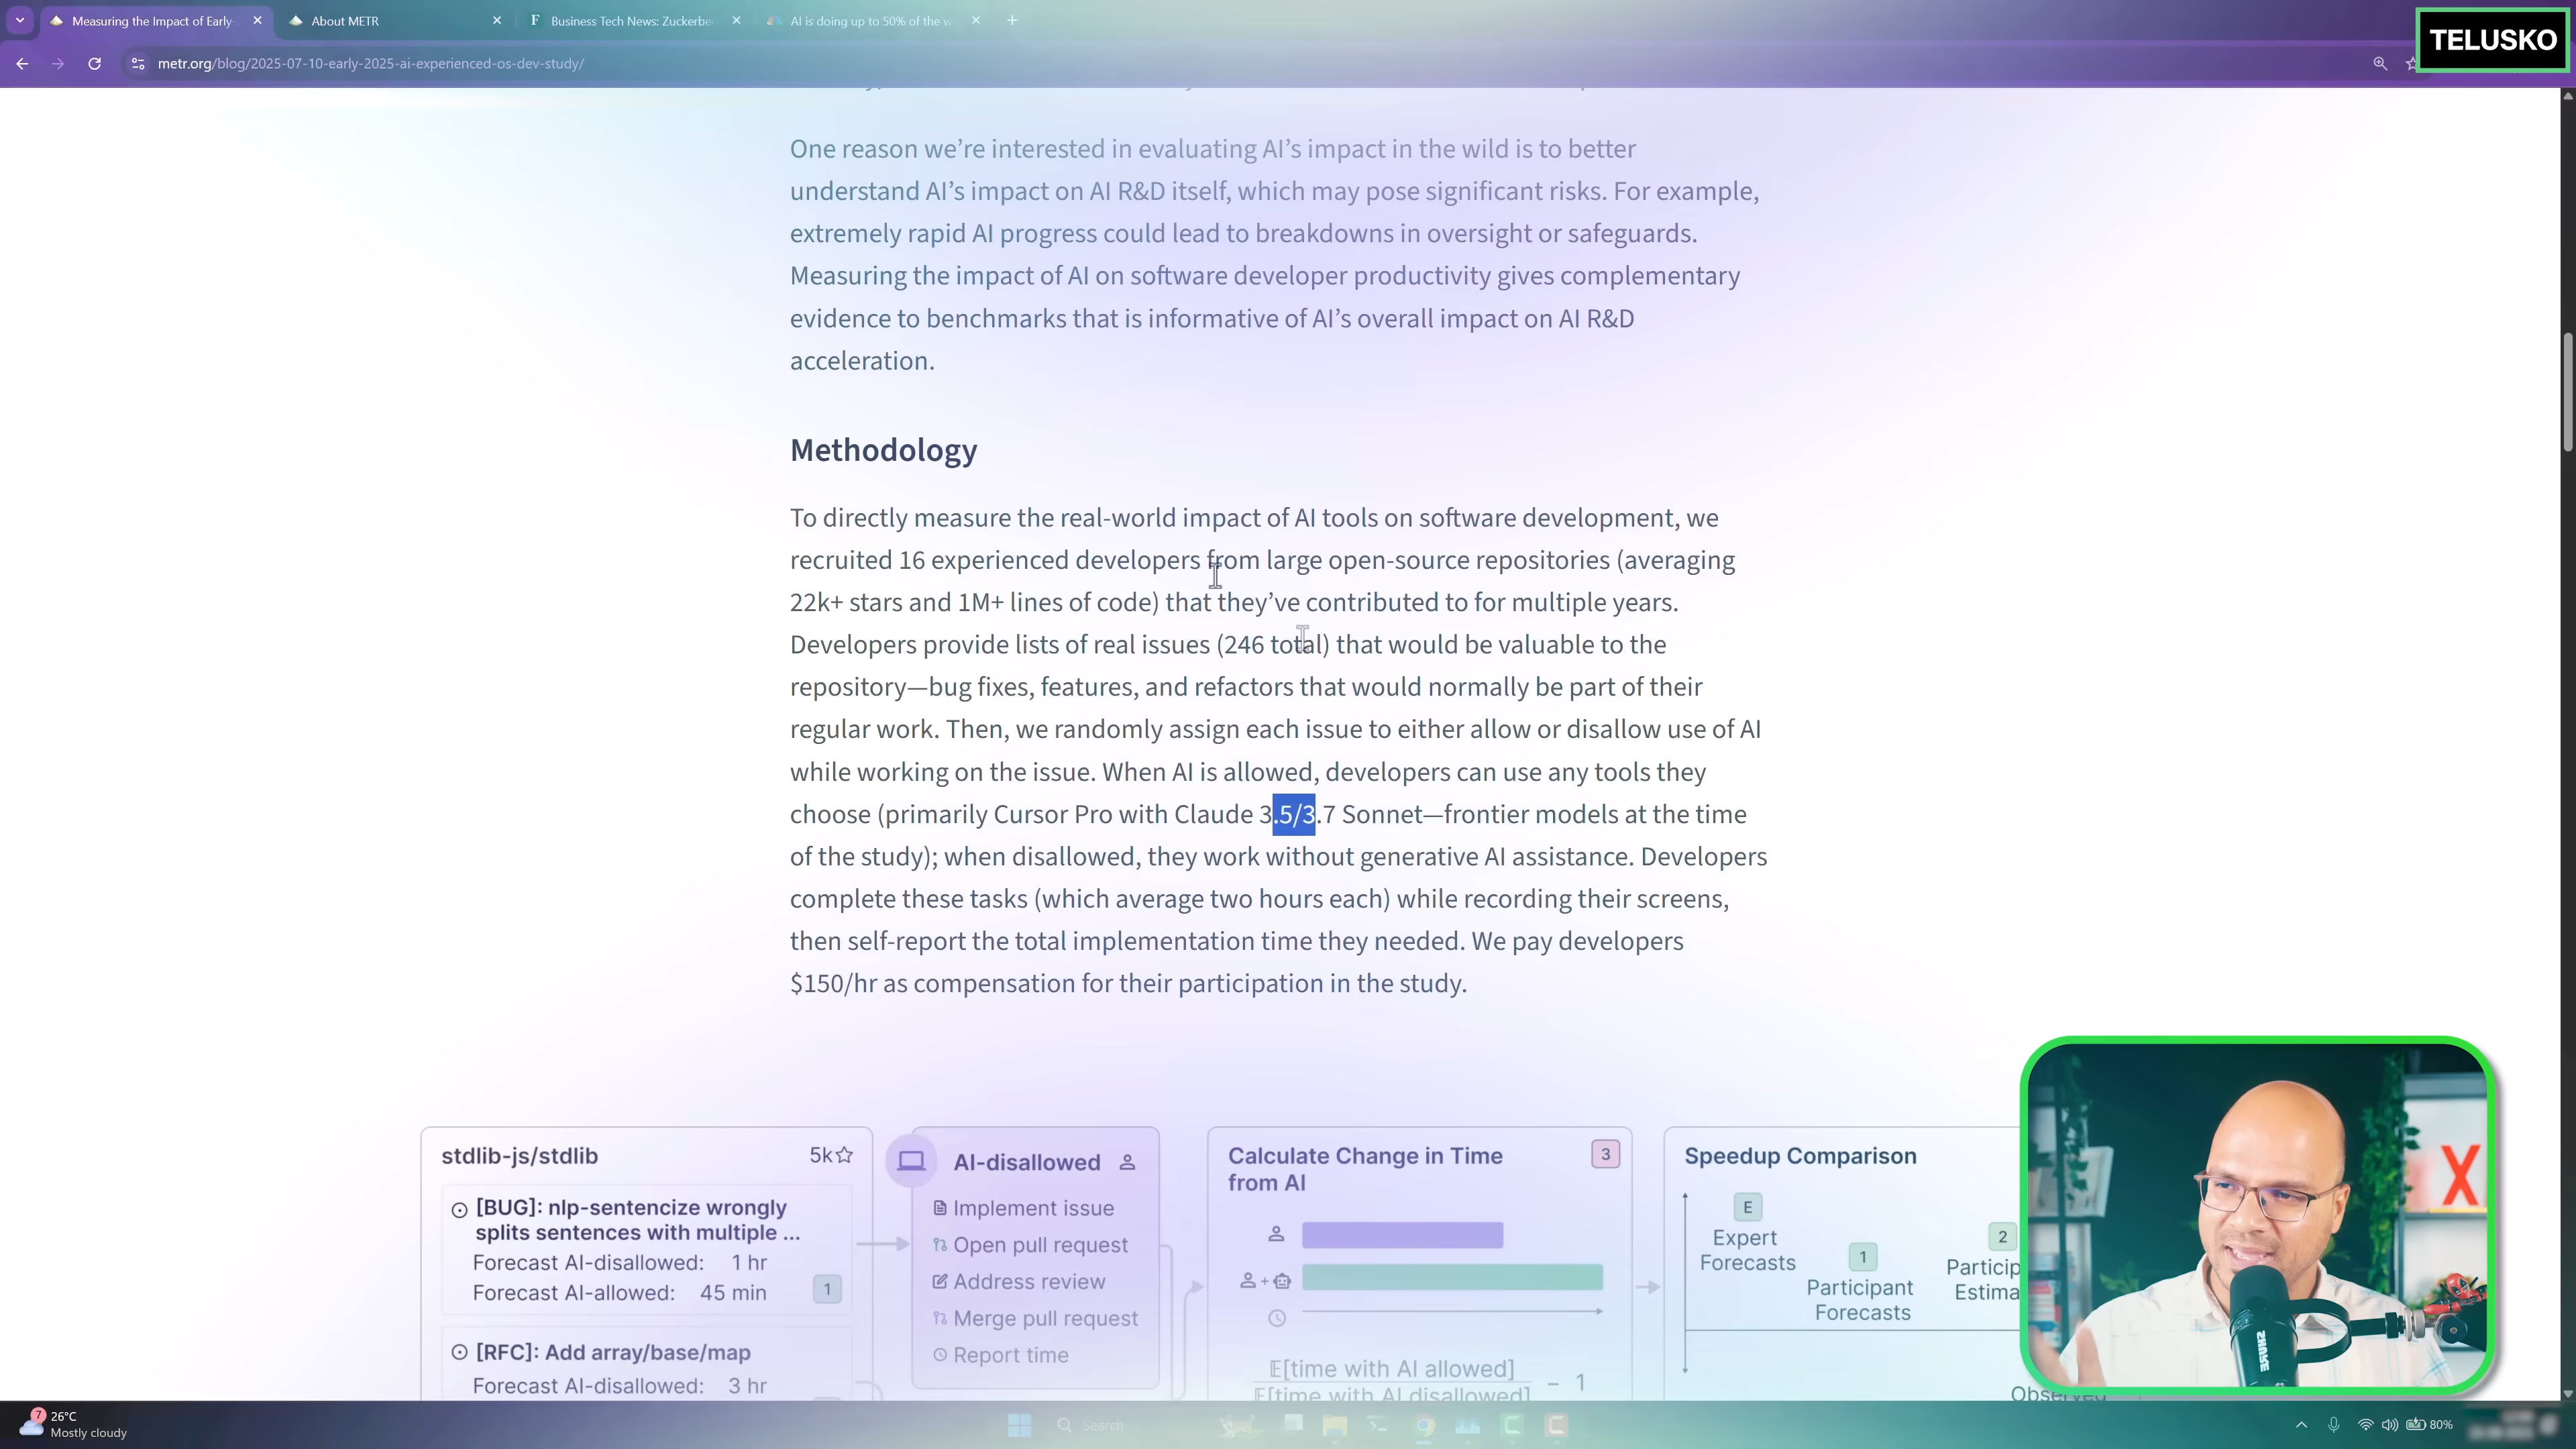 Measuring the Impact of Early-
About METR
F Business Tech News: Zuckerbe
AI is doing up to 50% of the w
TELUSKO
metr.org/blog/2025-07-10-early-2025-ai-experienced-os-dev-study/
One reason we're interested in evaluating AI's impact in the wild is to better
understand AI's impact on AI R&D itself, which may pose significant risks. For example,
extremely rapid AI progress could lead to breakdowns in oversight or safeguards.
Measuring the impact of AI on software developer productivity gives complementary
evidence to benchmarks that is informative of AI's overall impact on AI R&D
acceleration.
Methodology
To directly measure the real-world impact of AI tools on software development, we
recruited 16 experienced developers from large open-source repositories (averaging
22k+ stars and 1M+ lines of code) that they've contributed to for multiple years.
Developers provide lists of real issues (246 total) that would be valuable to the
repository—bug fixes, features, and refactors that would normally be part of their
regular work. Then, we randomly assign each issue to either allow or disallow use of AI
while working on the issue. When AI is allowed, developers can use any tools they
choose (primarily Cursor Pro with Claude 3.5/3.7 Sonnet—frontier models at the time
of the study); when disallowed, they work without generative AI assistance. Developers
complete these tasks (which average two hours each) while recording their screens,
then self-report the total implementation time they needed. We pay developers
$150/hr as compensation for their participation in the study.
stdlib-js/stdlib 5k
[BUG]: nlp-sentencize wrongly
splits sentences with multiple ...
Forecast AI-disallowed: 1 hr
Forecast AI-allowed: 45 min
1
[RFC]: Add array/base/map
Forecast AI-disallowed: 3 hr
AI-disallowed
Implement issue
Open pull request
Address review
Merge pull request
Report time
Calculate Change in Time
from AI
3
+
𝔼[time with AI allowed]
𝔼[time with AI disallowed]
− 1
Speedup Comparison
E
Expert
Forecasts
1
Participant
Forecasts
2
Particip
Estima
Observed
X
SHURE
7
26°C
Mostly cloudy
Search
80%